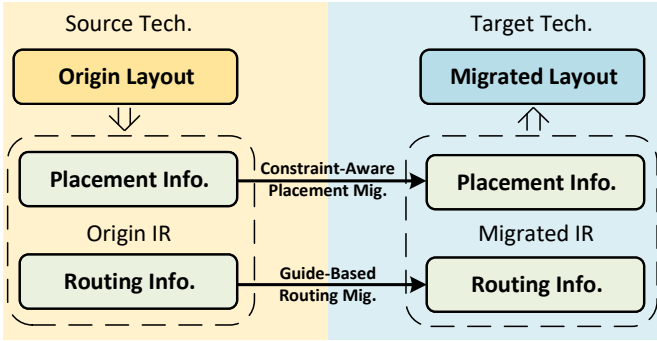 Source Tech.
Target Tech.
Origin Layout
Migrated Layout
Placement Info.
Constraint-Aware
Placement Mig.
Placement Info.
Origin IR
Migrated IR
Routing Info.
Guide-Based
Routing Mig.
Routing Info.